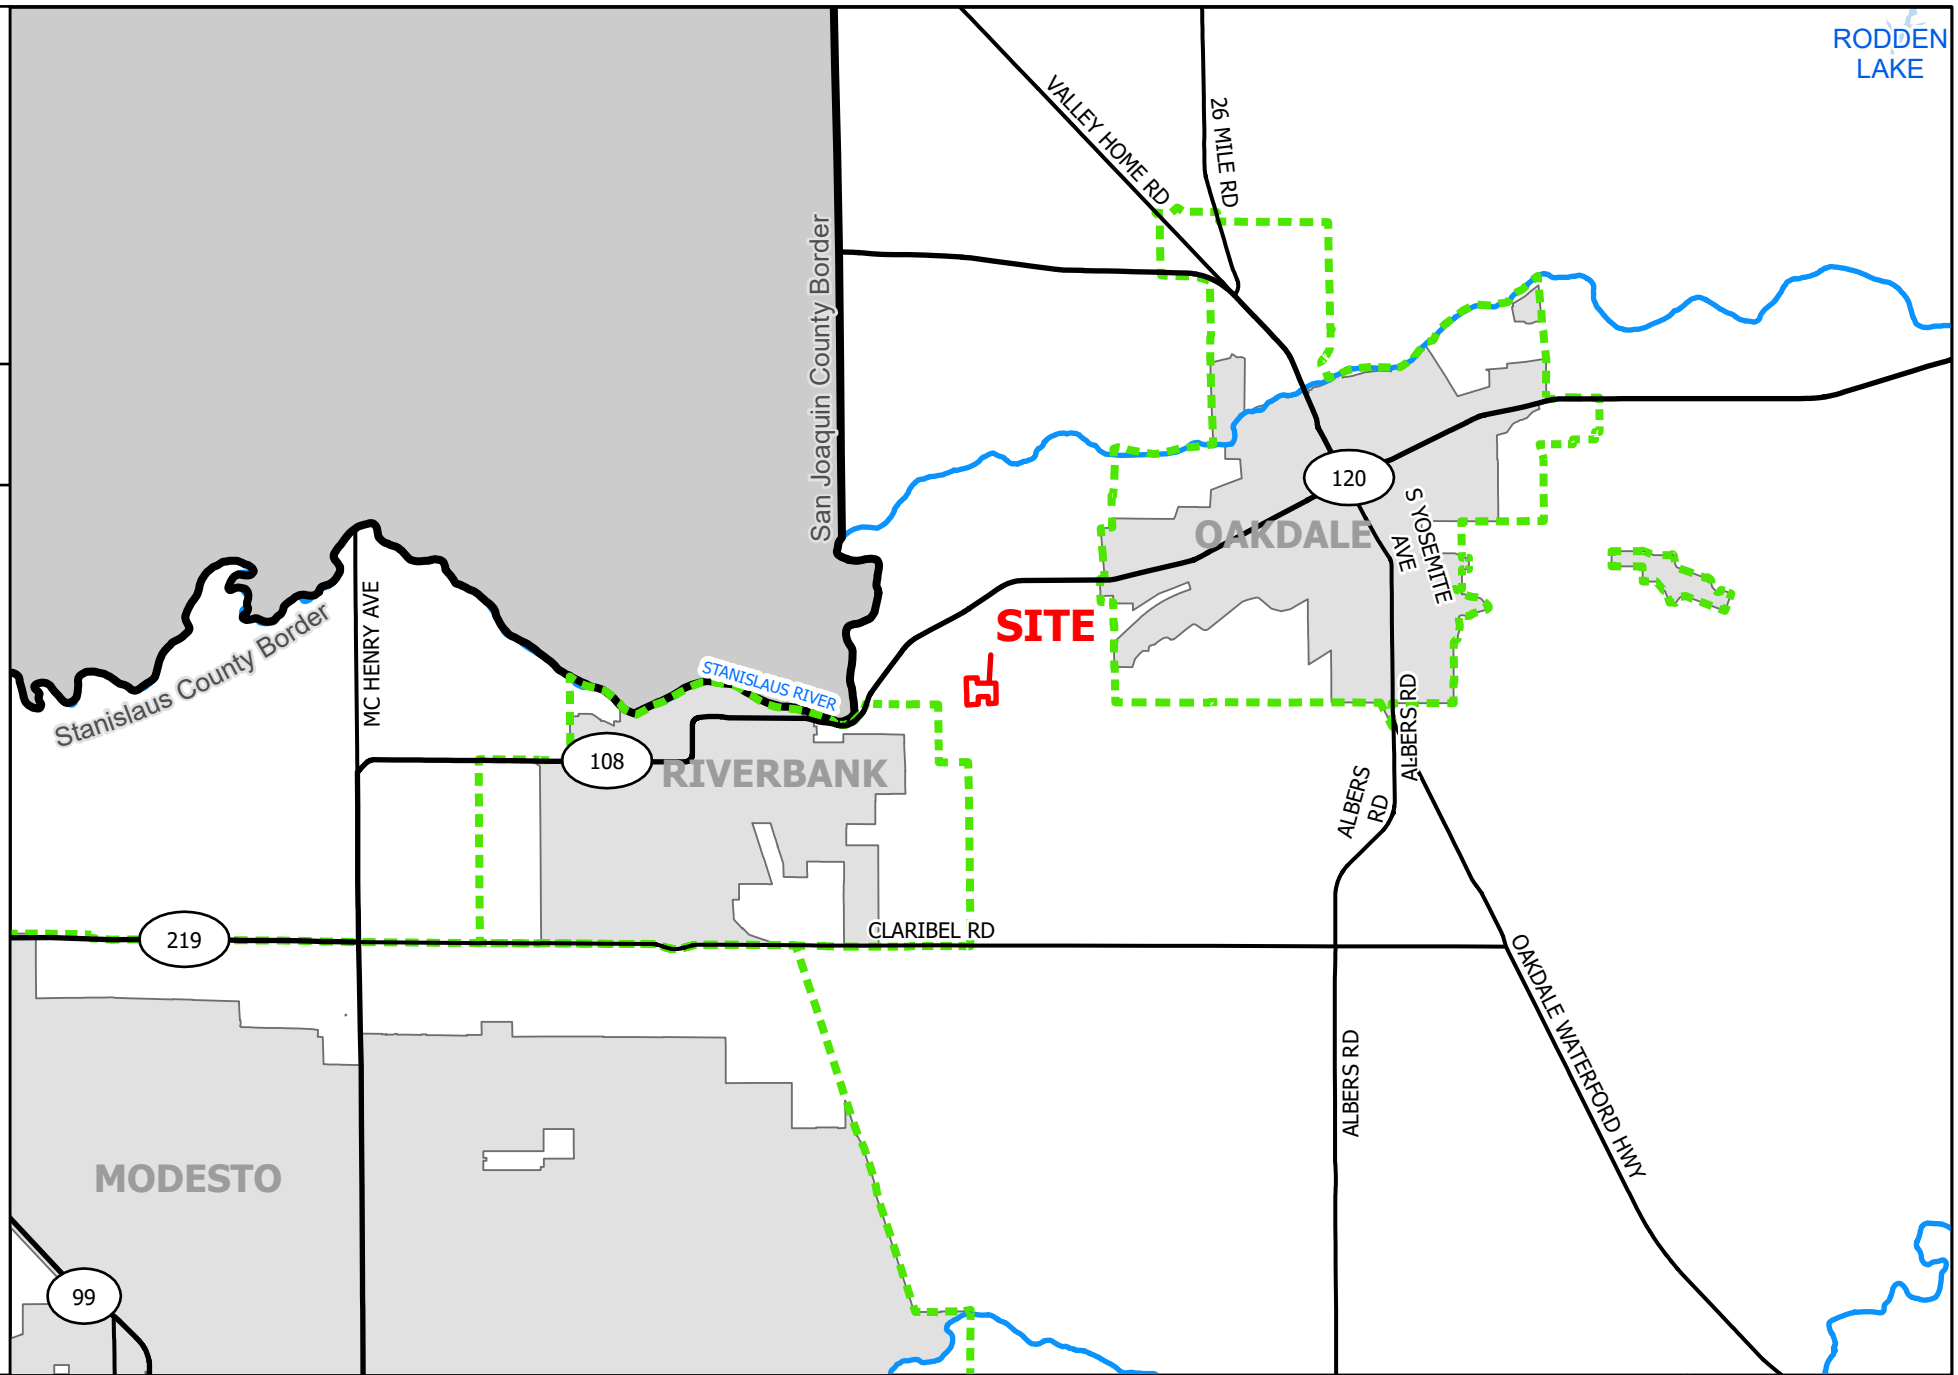 RODDEN
LAKE
VALLEY HOME RD
26 MILE RD
San Joaquin County Border
120
S YOSEMITE
AVE
OAKDALE
SITE
MC HENRY AVE
Stanislaus County Border
STANISLAUS RIVER
ALBERS RD
108
RIVERBANK
ALBERS
RD
219
CLARIBEL RD
OAKDALE WATERFORD HWY
ALBERS RD
MODESTO
99